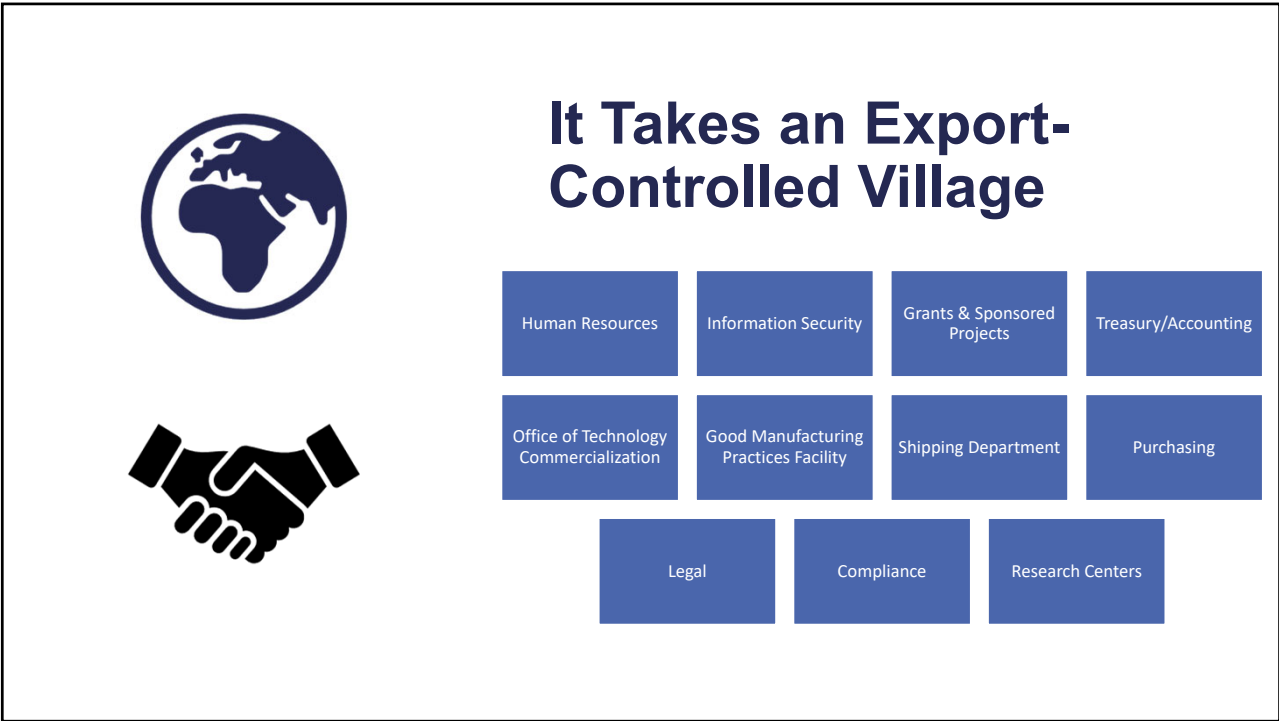 It Takes an Export-
Controlled Village
Human Resources
Information Security
Grants & Sponsored
Projects
Treasury/Accounting
Office of Technology
Commercialization
Good Manufacturing
Practices Facility
Shipping Department
Purchasing
Legal
Compliance
Research Centers